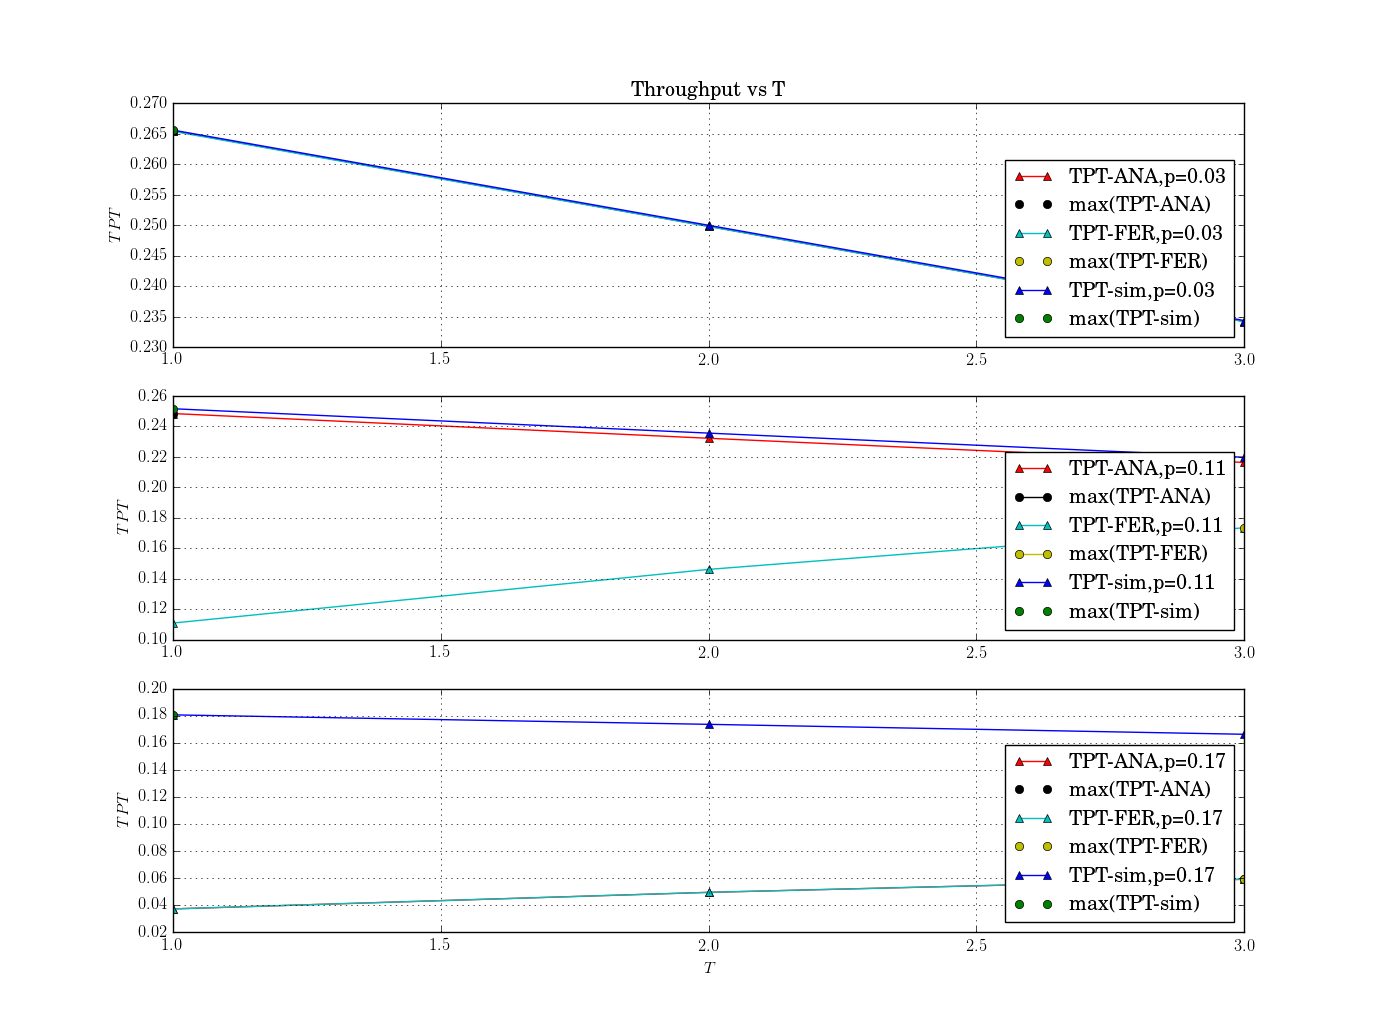 Throughput vs T
0.270
0.265
0.260
0.255
0.250
0.245
0.240
0.235
0.230
TPT
1.0 1.5 2.0 2.5 3.0
TPT-ANA,p=0.03
max(TPT-ANA)
TPT-FER,p=0.03
max(TPT-FER)
TPT-sim,p=0.03
max(TPT-sim)
0.26
0.24
0.22
0.20
0.18
0.16
0.14
0.12
0.10
TPT
1.0 1.5 2.0 2.5 3.0
TPT-ANA,p=0.11
max(TPT-ANA)
TPT-FER,p=0.11
max(TPT-FER)
TPT-sim,p=0.11
max(TPT-sim)
0.20
0.18
0.16
0.14
0.12
0.10
0.08
0.06
0.04
0.02
TPT
1.0 1.5 2.0 2.5 3.0
TPT-ANA,p=0.17
max(TPT-ANA)
TPT-FER,p=0.17
max(TPT-FER)
TPT-sim,p=0.17
max(TPT-sim)
T